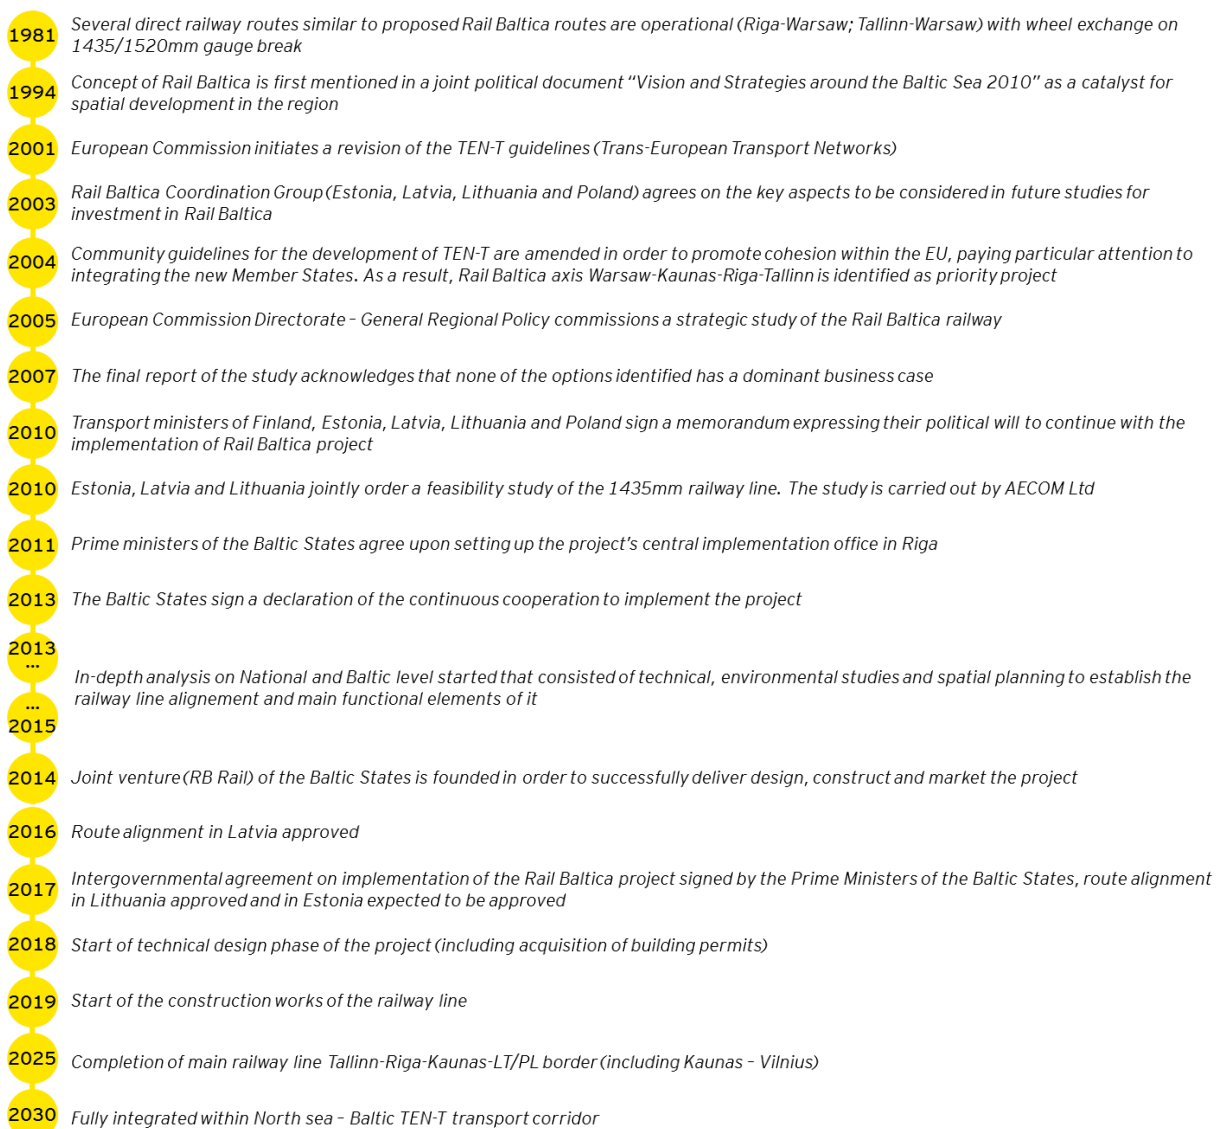 1981
Several direct railway routes similar to proposed Rail Baltica routes are operational (Riga-Warsaw; Tallinn-Warsaw) with wheel exchange on
1435/1520mm gauge break
1994
Concept of Rail Baltica is first mentioned in a joint political document “Vision and Strategies around the Baltic Sea 2010” as a catalyst for
spatial development in the region
2001
European Commission initiates a revision of the TEN-T guidelines (Trans-European Transport Networks)
2003
Rail Baltica Coordination Group (Estonia, Latvia, Lithuania and Poland) agrees on the key aspects to be considered in future studies for
investment in Rail Baltica
2004
Community guidelines for the development of TEN-T are amended in order to promote cohesion within the EU, paying particular attention to
integrating the new Member States. As a result, Rail Baltica axis Warsaw-Kaunas-Riga-Tallinn is identified as priority project
2005
European Commission Directorate – General Regional Policy commissions a strategic study of the Rail Baltica railway
2007
The final report of the study acknowledges that none of the options identified has a dominant business case
2010
Transport ministers of Finland, Estonia, Latvia, Lithuania and Poland sign a memorandum expressing their political will to continue with the
implementation of Rail Baltica project
2010
Estonia, Latvia and Lithuania jointly order a feasibility study of the 1435mm railway line. The study is carried out by AECOM Ltd
2011
Prime ministers of the Baltic States agree upon setting up the project’s central implementation office in Riga
2013
The Baltic States sign a declaration of the continuous cooperation to implement the project
2013
...
...
2015
In-depth analysis on National and Baltic level started that consisted of technical, environmental studies and spatial planning to establish the
railway line alignement and main functional elements of it
2014
Joint venture (RB Rail) of the Baltic States is founded in order to successfully deliver design, construct and market the project
2016
Route alignment in Latvia approved
2017
Intergovernmental agreement on implementation of the Rail Baltica project signed by the Prime Ministers of the Baltic States, route alignment
in Lithuania approved and in Estonia expected to be approved
2018
Start of technical design phase of the project (including acquisition of building permits)
2019
Start of the construction works of the railway line
2025
Completion of main railway line Tallinn-Riga-Kaunas-LT/PL border (including Kaunas – Vilnius)
2030
Fully integrated within North sea – Baltic TEN-T transport corridor